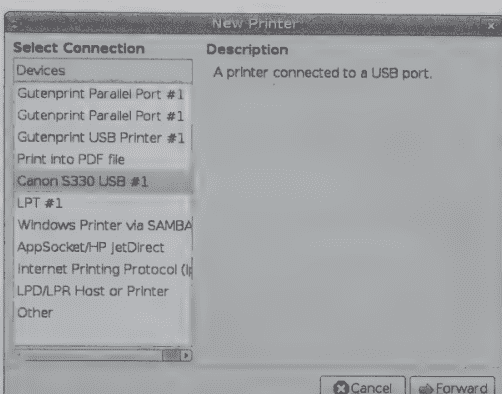 New Printer
Select Connection
Devices
Gutenprint Parallel Port #1
Gutenprint Parallel Port #1
Gutenprint USB Printer #1
Print into PDF file
Canon S330 USB #1
LPT #1
Windows Printer via SAMBA
AppSocket/HP JetDirect
Internet Printing Protocol (i
LPD/LPR Host or Printer
Other
Description
A printer connected to a USB port.
Cancel
Forward